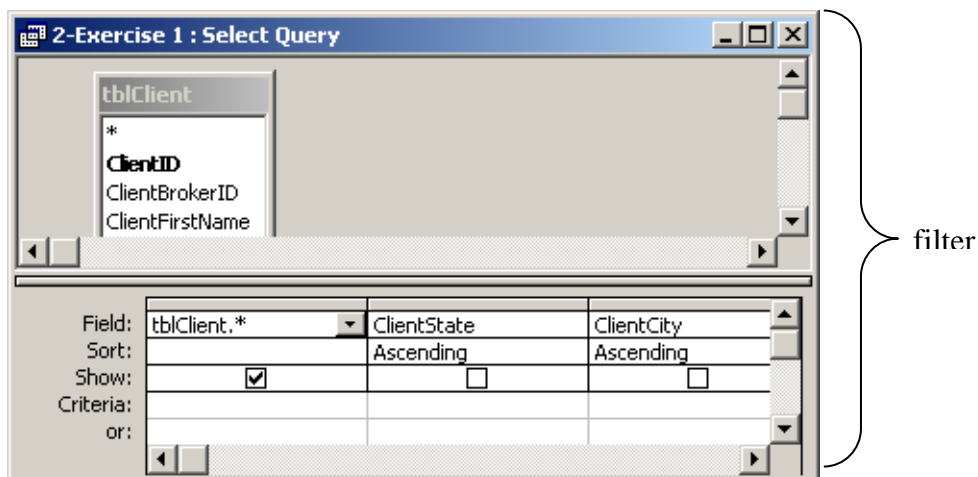 2-Exercise 1 : Select Query
tblClient
*
ClientID
ClientBrokerID
ClientFirstName
filter
Field: tblClient.* ClientState ClientCity
Sort: Ascending Ascending
Show:
Criteria:
or: